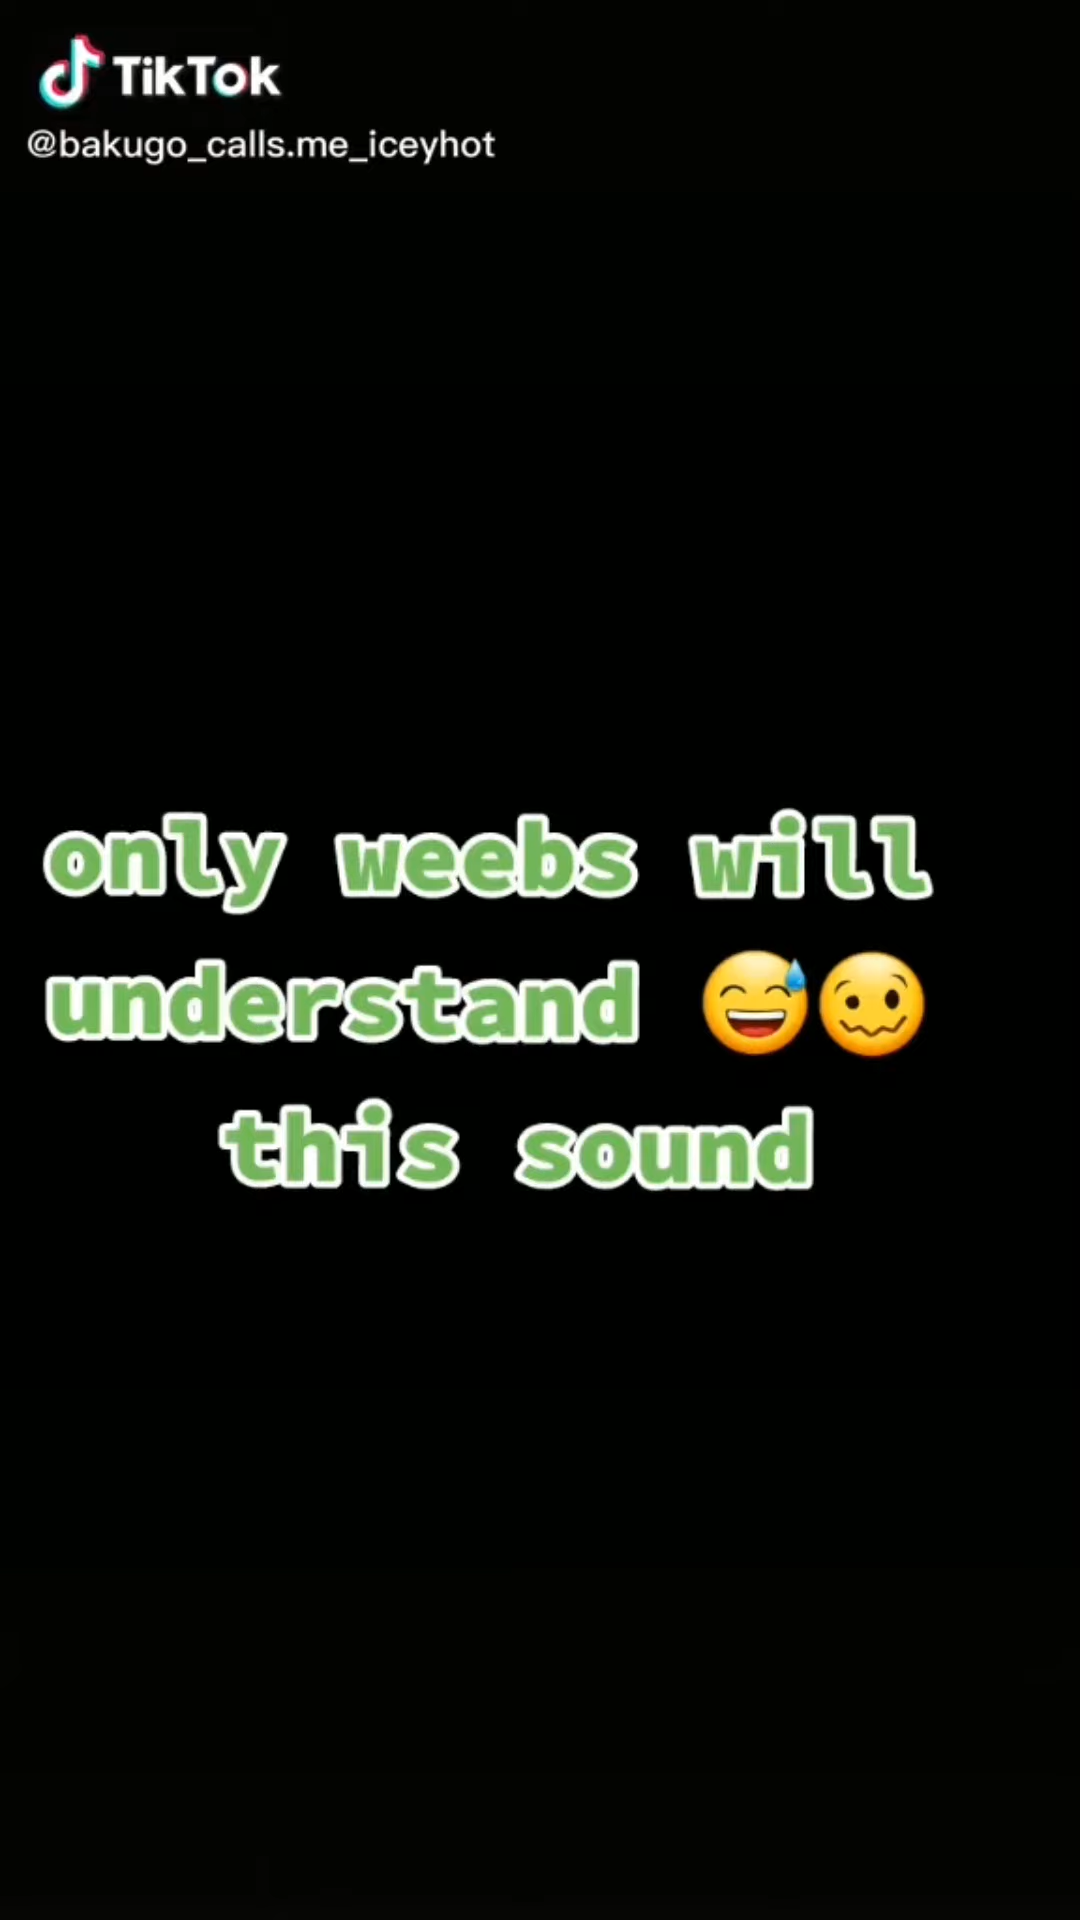 TikTok
@bakugo_calls.me_iceyhot
only weebs will
understand 😅🥴
this sound